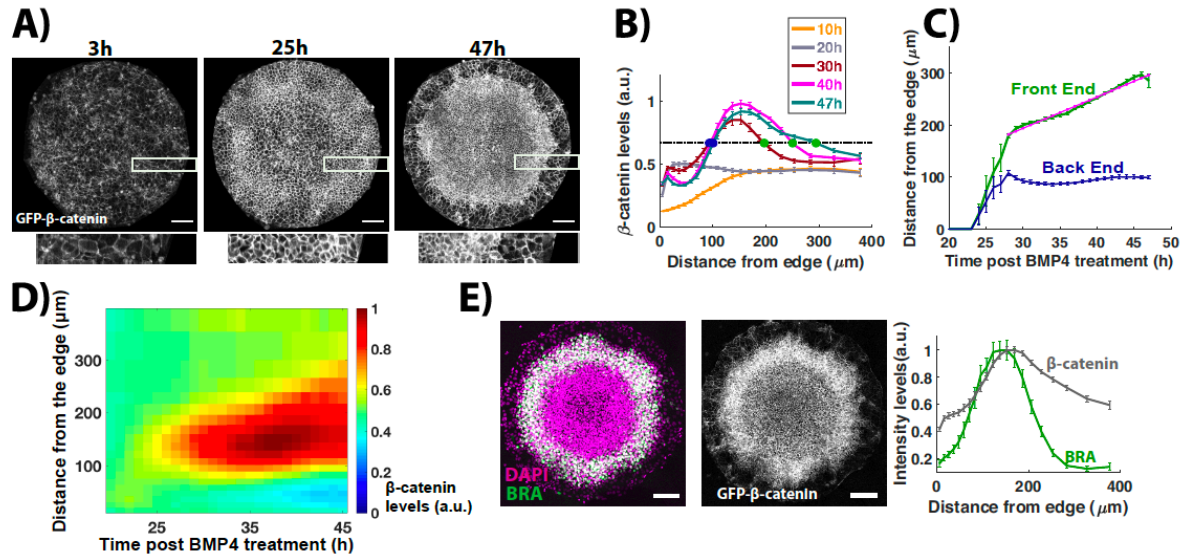 A)
3h
25h
47h
GFP-β-catenin
B)
10h
20h
30h
40h
47h
β-catenin levels (a.u.)
1
0.5
0
0
100
200
300
400
Distance from edge (μm)
C)
Front End
Back End
Distance from the edge (μm)
300
200
100
0
20
25
30
35
40
45
50
Time post BMP4 treatment (h)
D)
Distance from the edge (μm)
300
200
100
25
35
45
Time post BMP4 treatment (h)
1
0.8
0.6
0.4
0.2
0
β-catenin
levels (a.u.)
E)
DAPI
BRA
GFP-β-catenin
Intensity levels(a.u.)
1
0.8
0.6
0.4
0.2
0
β-catenin
BRA
0
200
400
Distance from edge (μm)